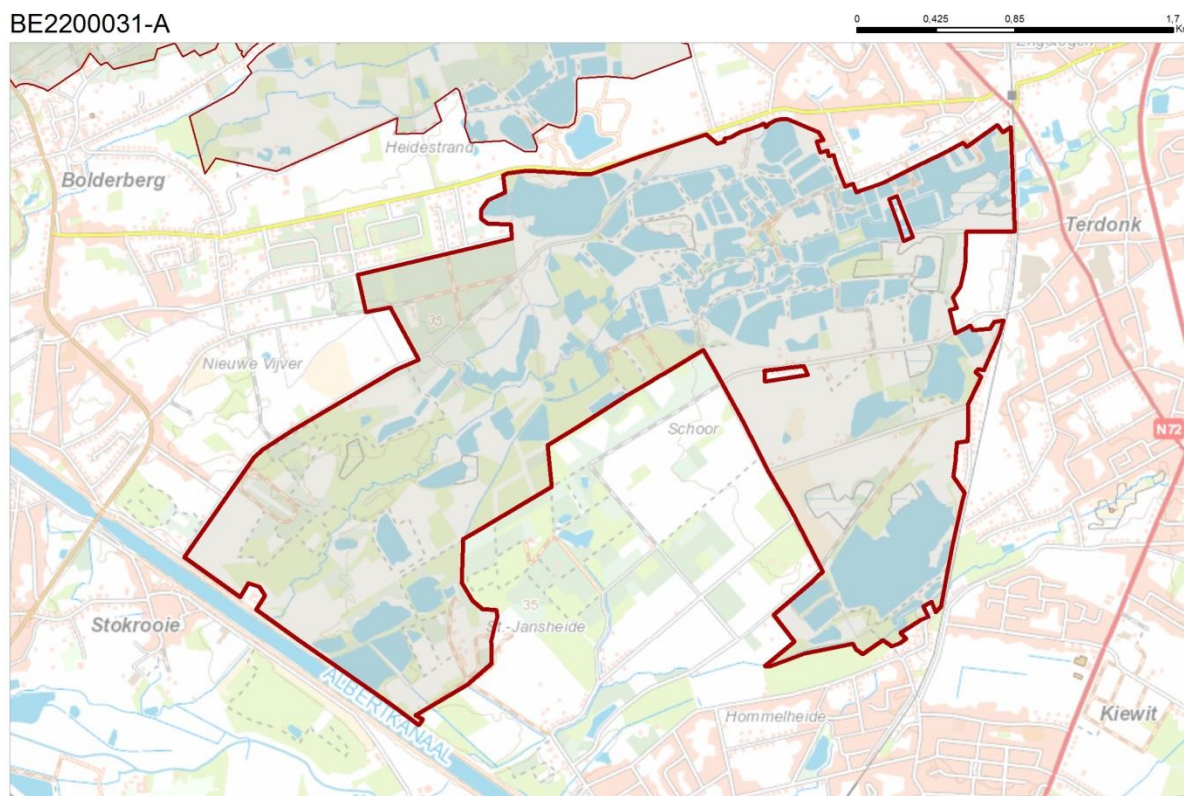 BE2200031-A
0 0,425 0,85 1,7
Heidestrand
Bolderberg
Terdonk
35
Nieuwe Vijver
Schoor
N72
35
St.-Jansheide
Stokrooie
ALBERTKANAAL
Hommelheide
Kiewit